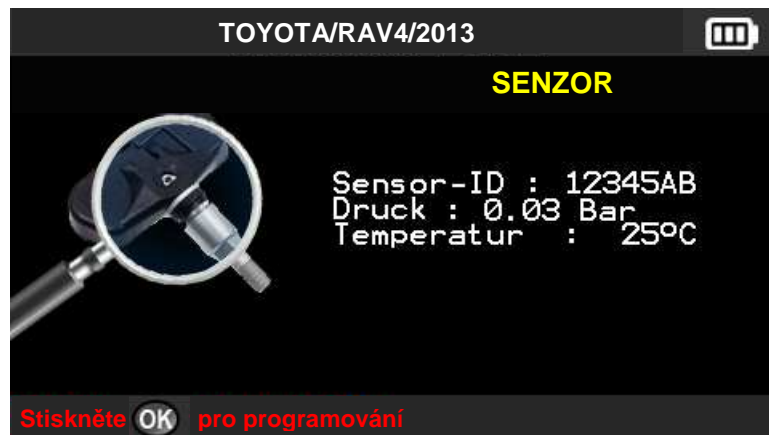 TOYOTA/RAV4/2013
SENZOR
Sensor-ID : 12345AB
Druck : 0.03 Bar
Temperatur : 25ºC
Stiskněte OK pro programování